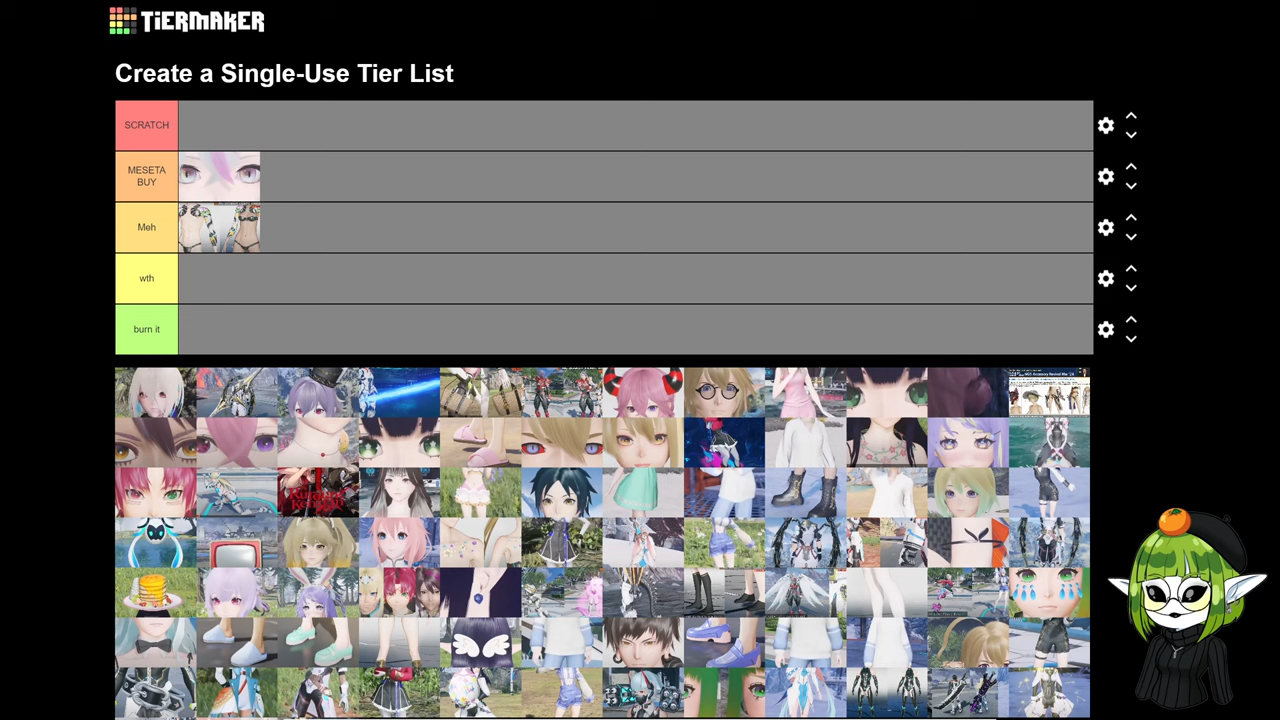 TiERMAKER
Create a Single-Use Tier List
SCRATCH
MESETA
BUY
Meh
wth
burn it